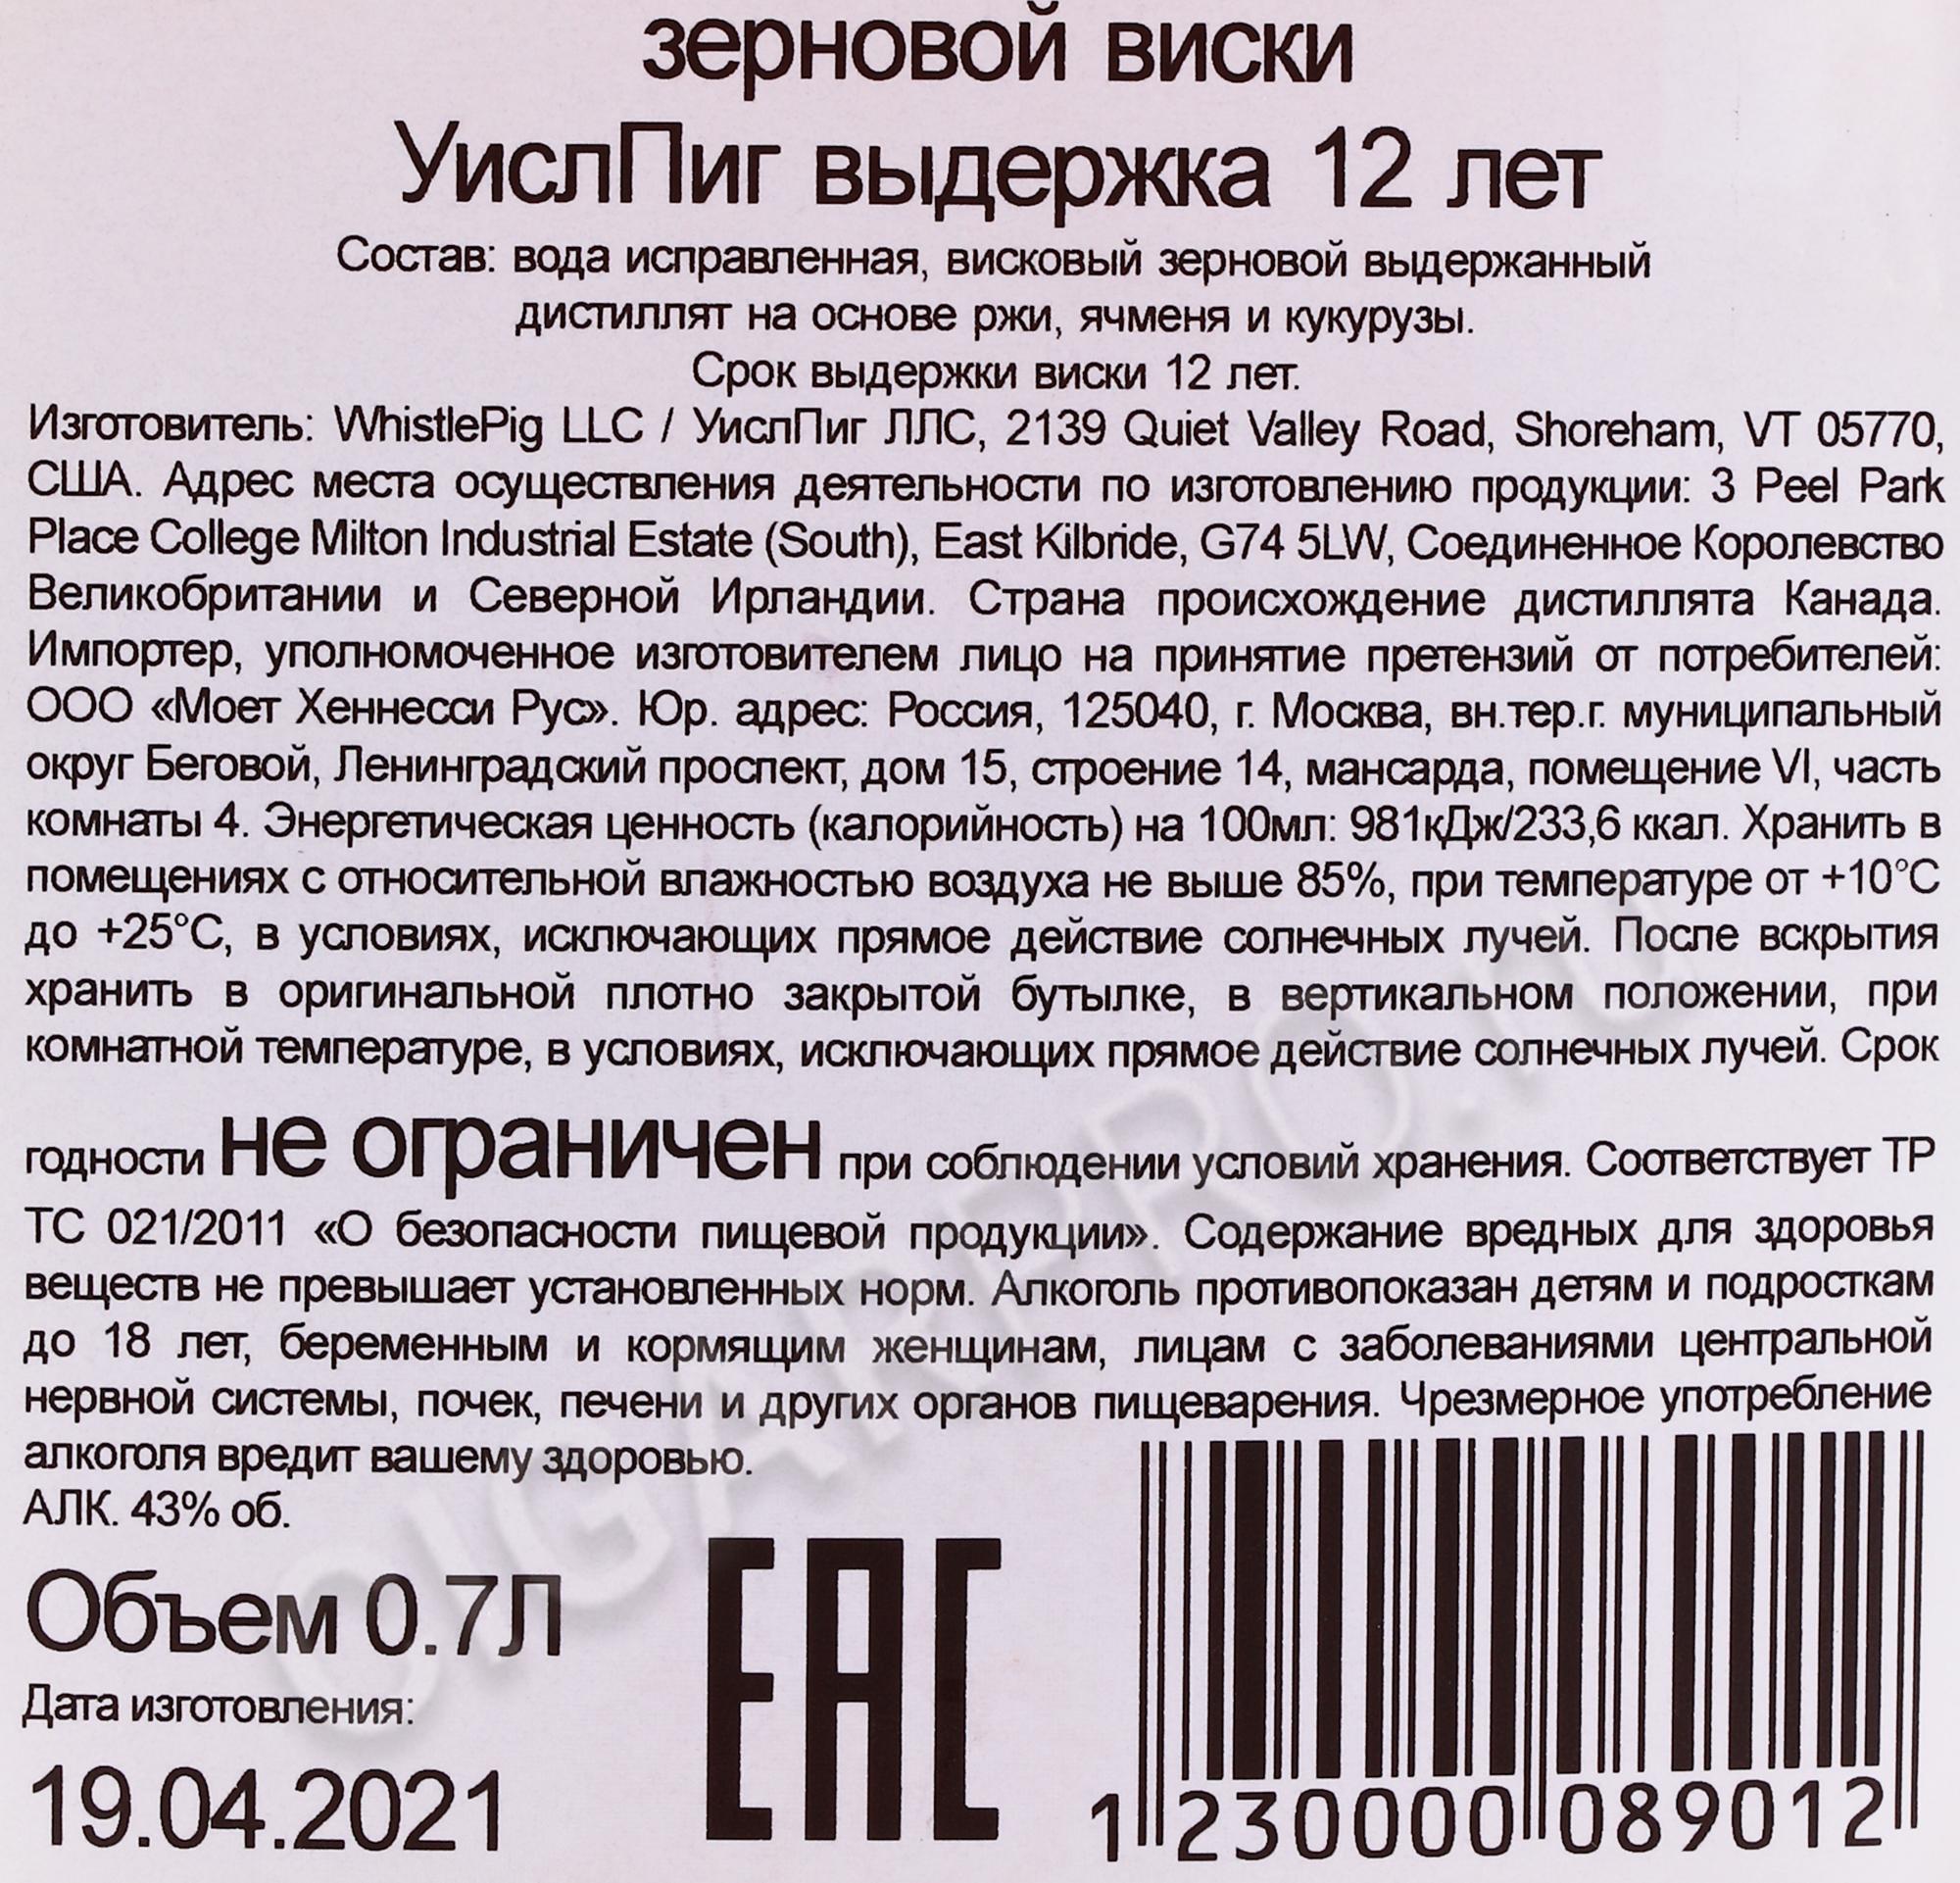 зерновой виски
УислПиг выдержка 12 лет
Состав: вода исправленная, висковый зерновой выдержанный
дистиллят на основе ржи, ячменя и кукурузы.
Срок выдержки виски 12 лет.
Изготовитель: WhistlePig LLC / УислПиг ЛЛС, 2139 Quiet Valley Road, Shoreham, VT 05770,
США. Адрес места осуществления деятельности по изготовлению продукции: 3 Peel Park
Place College Milton Industrial Estate (South), East Kilbride, G74 5LW, Соединенное Королевство
Великобритании и Северной Ирландии. Страна происхождение дистиллята Канада.
Импортер, уполномоченное изготовителем лицо на принятие претензий от потребителей:
ООО «Моет Хеннесси Рус». Юр. адрес: Россия, 125040, г. Москва, вн.тер.г. муниципальный
округ Беговой, Ленинградский проспект, дом 15, строение 14, мансарда, помещение VI, часть
комнаты 4. Энергетическая ценность (калорийность) на 100мл: 981кДж/233,6 ккал. Хранить в
помещениях с относительной влажностью воздуха не выше 85%, при температуре от +10°С
до +25°С, в условиях, исключающих прямое действие солнечных лучей. После вскрытия
хранить в оригинальной плотно закрытой бутылке, в вертикальном положении, при
комнатной температуре, в условиях, исключающих прямое действие солнечных лучей. Срок
годности не ограничен при соблюдении условий хранения. Соответствует ТР
ТС 021/2011 «О безопасности пищевой продукции». Содержание вредных для здоровья
веществ не превышает установленных норм. Алкоголь противопоказан детям и подросткам
до 18 лет, беременным и кормящим женщинам, лицам с заболеваниями центральной
нервной системы, почек, печени и других органов пищеварения. Чрезмерное употребление
алкоголя вредит вашему здоровью.
АЛК. 43% об.
Объем 0.7Л
Дата изготовления:
19.04.2021
EAC
1 230000 089012
CIGARPRO.ru